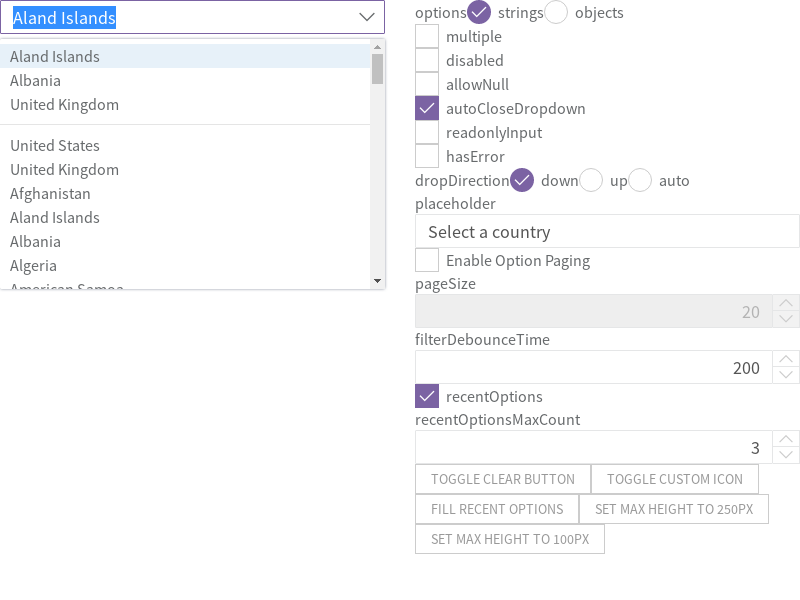 Aland Islands
Aland Islands
Albania
United Kingdom
United States
United Kingdom
Afghanistan
Aland Islands
Albania
Algeria
American Samoa
options strings objects
multiple
disabled
allowNull
autoCloseDropdown
readonlyInput
hasError
dropDirection down up auto
placeholder
Select a country
Enable Option Paging
pageSize
20
filterDebounceTime
200
recentOptions
recentOptionsMaxCount
3
TOGGLE CLEAR BUTTON TOGGLE CUSTOM ICON
FILL RECENT OPTIONS SET MAX HEIGHT TO 250PX
SET MAX HEIGHT TO 100PX